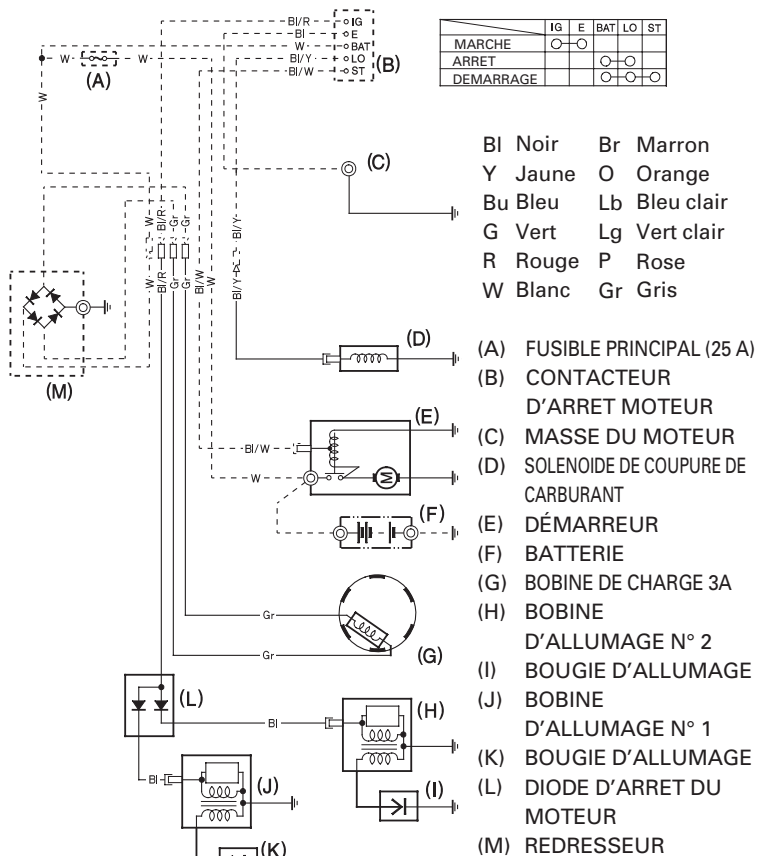 Bl/R IG
Bl E
W BAT
Bl/Y LO
Bl/W ST
(B)
W W
(A)
IG E BAT LO ST
MARCHE
ARRET
DEMARRAGE
W
(C)
Bl Noir Br Marron
Y Jaune O Orange
Bu Bleu Lb Bleu clair
G Vert Lg Vert clair
R Rouge P Rose
W Blanc Gr Gris
W Bl/R Gr Gr Bl/Y
W Bl/R Gr Gr Bl/W W Bl/Y
(M)
(D)
(E)
Bl/W
W
M
(F)
Gr
Gr
(G)
(L)
Bl
(H)
Bl
(J)
(I)
(K)
(A) FUSIBLE PRINCIPAL (25 A)
(B) CONTACTEUR
D'ARRET MOTEUR
(C) MASSE DU MOTEUR
(D) SOLENOIDE DE COUPURE DE
CARBURANT
(E) DÉMARREUR
(F) BATTERIE
(G) BOBINE DE CHARGE 3A
(H) BOBINE
D'ALLUMAGE N° 2
(I) BOUGIE D'ALLUMAGE
(J) BOBINE
D'ALLUMAGE N° 1
(K) BOUGIE D'ALLUMAGE
(L) DIODE D'ARRET DU
MOTEUR
(M) REDRESSEUR